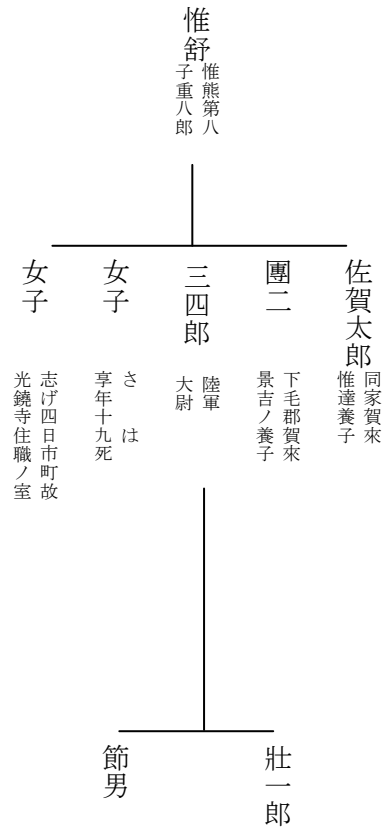 惟舒
惟熊第八
子重八郎
佐賀太郎
同家賀來
惟達養子
團二
下毛郡賀來
景吉ノ養子
三四郎
陸軍
大尉
女子
さは
享年十九死
女子
志げ四日市町故
光鐃寺住職ノ室
壯一郎
節男